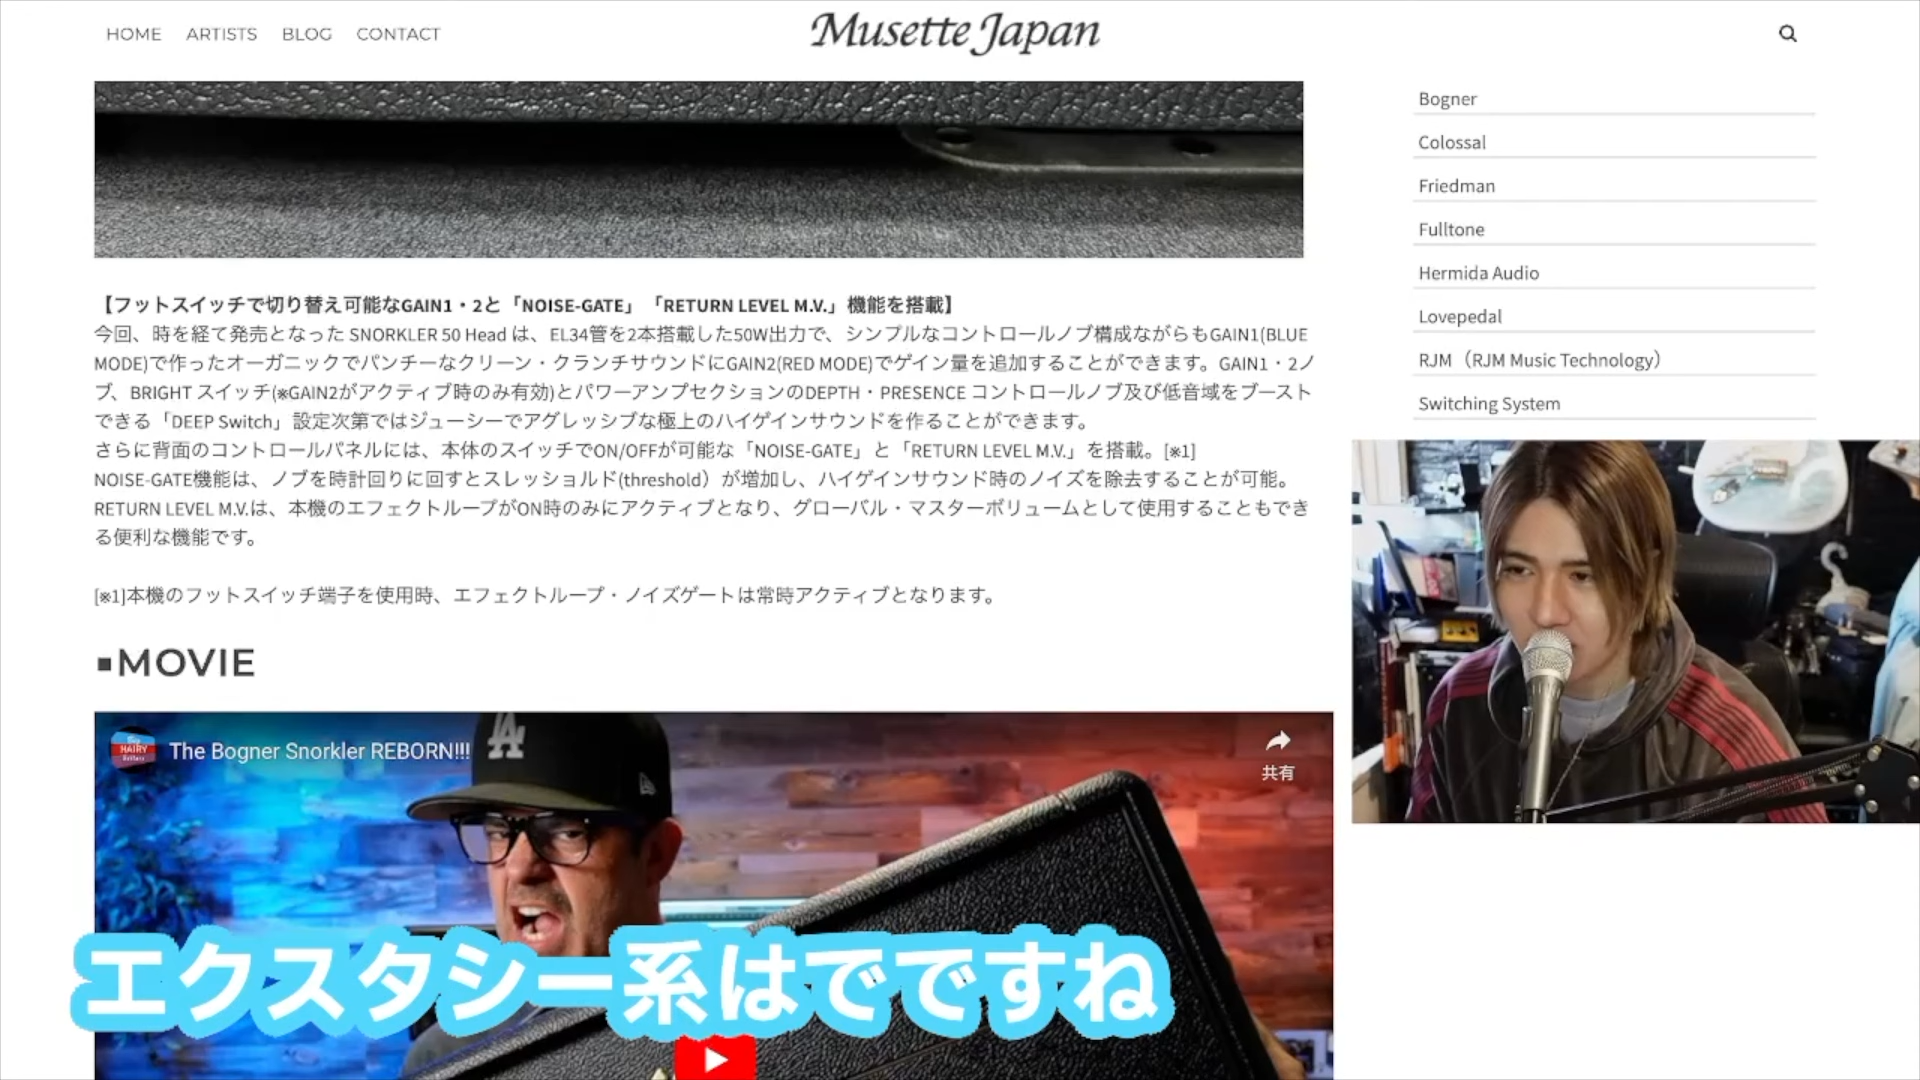 HOME ARTISTS BLOG CONTACT
Musette Japan
Bogner
Colossal
Friedman
Fulltone
Hermida Audio
Lovepedal
RJM（RJM Music Technology）
Switching System
【フットスイッチで切り替え可能なGAIN1・2と「NOISE-GATE」「RETURN LEVEL M.V.」機能を搭載】
今回、時を経て発売となった SNORKLER 50 Head は、EL34管を2本搭載した50W出力で、シンプルなコントロールノブ構成ながらもGAIN1(BLUE
MODE)で作ったオーガニックでパンチーなクリーン・クランチサウンドにGAIN2(RED MODE)でゲイン量を追加することができます。GAIN1・2ノ
ブ、BRIGHT スイッチ(※GAIN2がアクティブ時のみ有効)とパワーアンプセクションのDEPTH・PRESENCE コントロールノブ及び低音域をブースト
できる「DEEP Switch」設定次第ではジューシーでアグレッシブな極上のハイゲインサウンドを作ることができます。
さらに背面のコントロールパネルには、本体のスイッチでON/OFFが可能な「NOISE-GATE」と「RETURN LEVEL M.V.」を搭載。[※1]
NOISE-GATE機能は、ノブを時計回りに回すとスレッショルド(threshold）が増加し、ハイゲインサウンド時のノイズを除去することが可能。
RETURN LEVEL M.V.は、本機のエフェクトループがON時のみにアクティブとなり、グローバル・マスターボリュームとして使用することもでき
る便利な機能です。
[※1]本機のフットスイッチ端子を使用時、エフェクトループ・ノイズゲートは常時アクティブとなります。
▪MOVIE
HAIRY
The Bogner Snorkler REBORN!!!
LA
共有
エクスタシー系はでですね